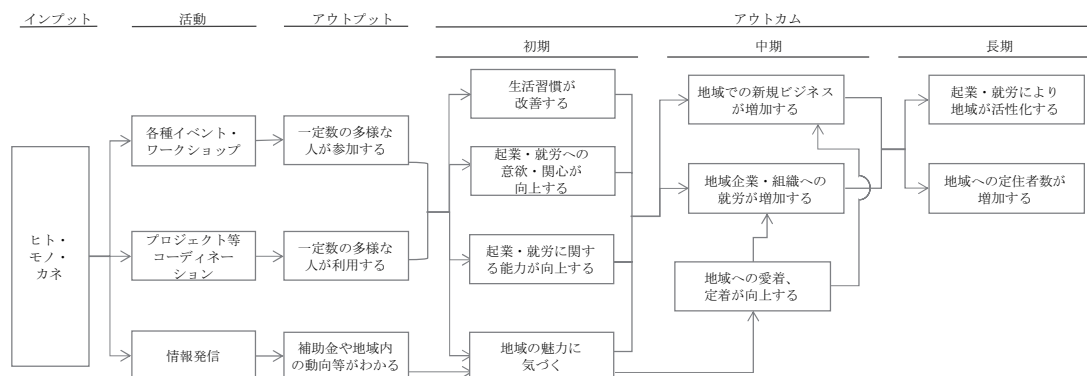 インプット
活動
アウトプット
アウトカム
初期
中期
長期
ヒト・
モノ・
カネ
各種イベント・
ワークショップ
プロジェクト等
コーディネー
ション
情報発信
一定数の多様な
人が参加する
一定数の多様な
人が利用する
補助金や地域内
の動向等がわかる
生活習慣が
改善する
起業・就労への
意欲・関心が
向上する
起業・就労に関す
る能力が向上する
地域の魅力に
気づく
地域での新規ビジネス
が増加する
地域企業・組織への
就労が増加する
地域への愛着、
定着が向上する
起業・就労により
地域が活性化する
地域への定住者数が
増加する